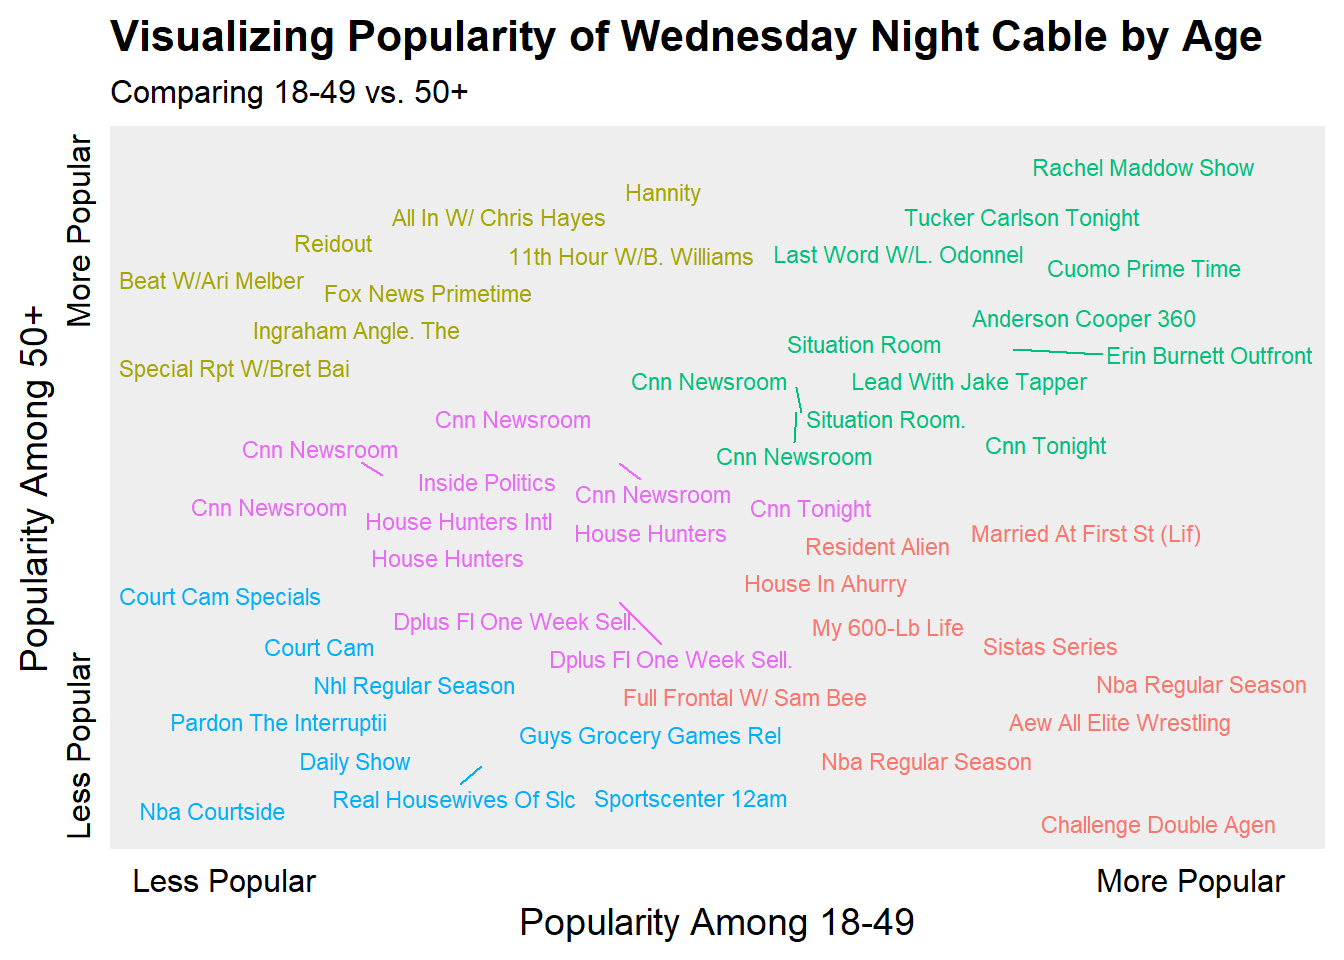 Visualizing Popularity of Wednesday Night Cable by Age
Comparing 18-49 vs. 50+
More Popular
Popularity Among 50+
Less Popular
Rachel Maddow Show
Hannity
All In W/ Chris Hayes
Tucker Carlson Tonight
Reidout
11th Hour W/B. Williams
Last Word W/L. Odonnel
Cuomo Prime Time
Beat W/Ari Melber
Fox News Primetime
Anderson Cooper 360
Ingraham Angle. The
Situation Room
Erin Burnett Outfront
Special Rpt W/Bret Bai
Cnn Newsroom
Lead With Jake Tapper
Cnn Newsroom
Situation Room.
Cnn Newsroom
Cnn Newsroom
Cnn Tonight
Inside Politics
Cnn Newsroom
Cnn Newsroom
Cnn Tonight
House Hunters Intl
House Hunters
Married At First St (Lif)
Resident Alien
House Hunters
House In Ahurry
Court Cam Specials
Dplus Fl One Week Sell.
My 600-Lb Life
Court Cam
Sistas Series
Dplus Fl One Week Sell.
Nhl Regular Season
Nba Regular Season
Full Frontal W/ Sam Bee
Pardon The Interruptii
Aew All Elite Wrestling
Guys Grocery Games Rel
Daily Show
Nba Regular Season
Real Housewives Of Slc
Sportscenter 12am
Nba Courtside
Challenge Double Agen
Less Popular
More Popular
Popularity Among 18-49